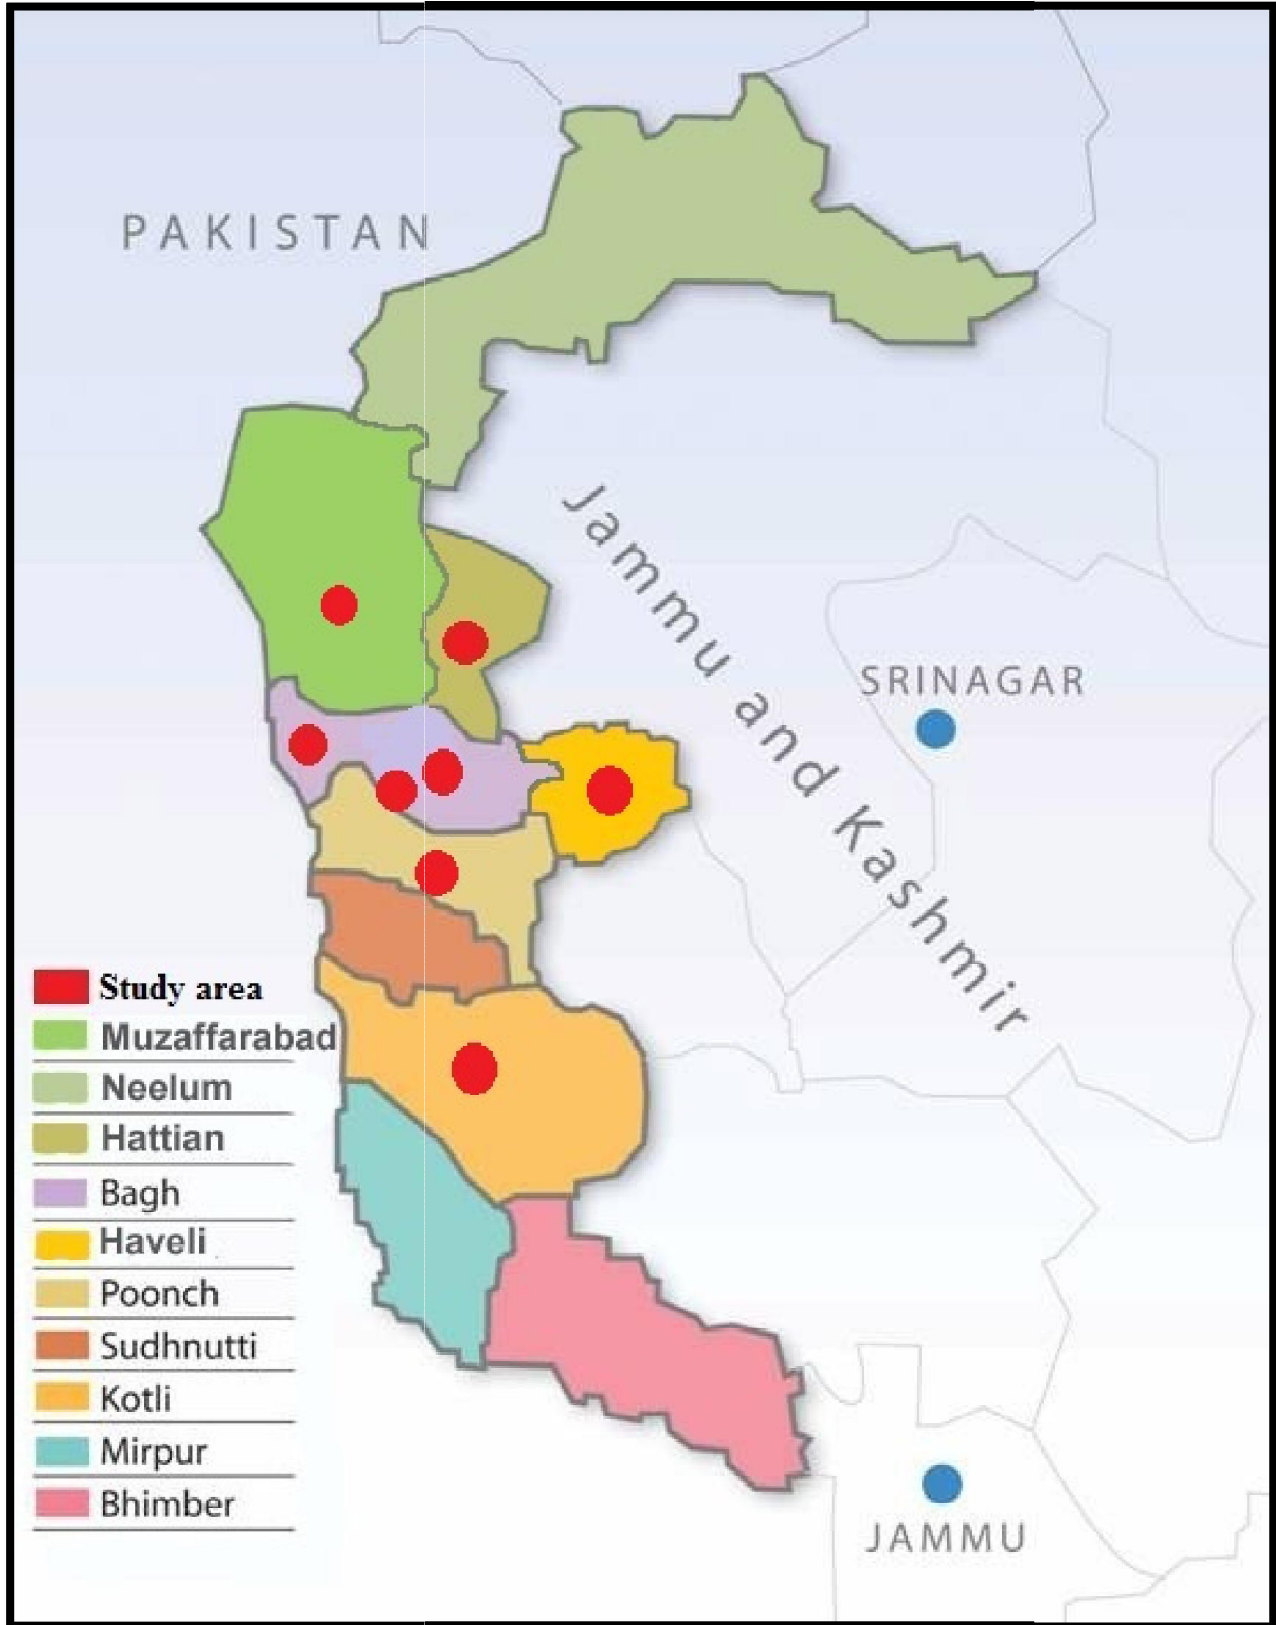 PAKISTAN
Jammu and Kashmir
SRINAGAR
Study area
Muzaffarabad
Neelum
Hattian
Bagh
Haveli
Poonch
Sudhnutti
Kotli
Mirpur
Bhimber
JAMMU